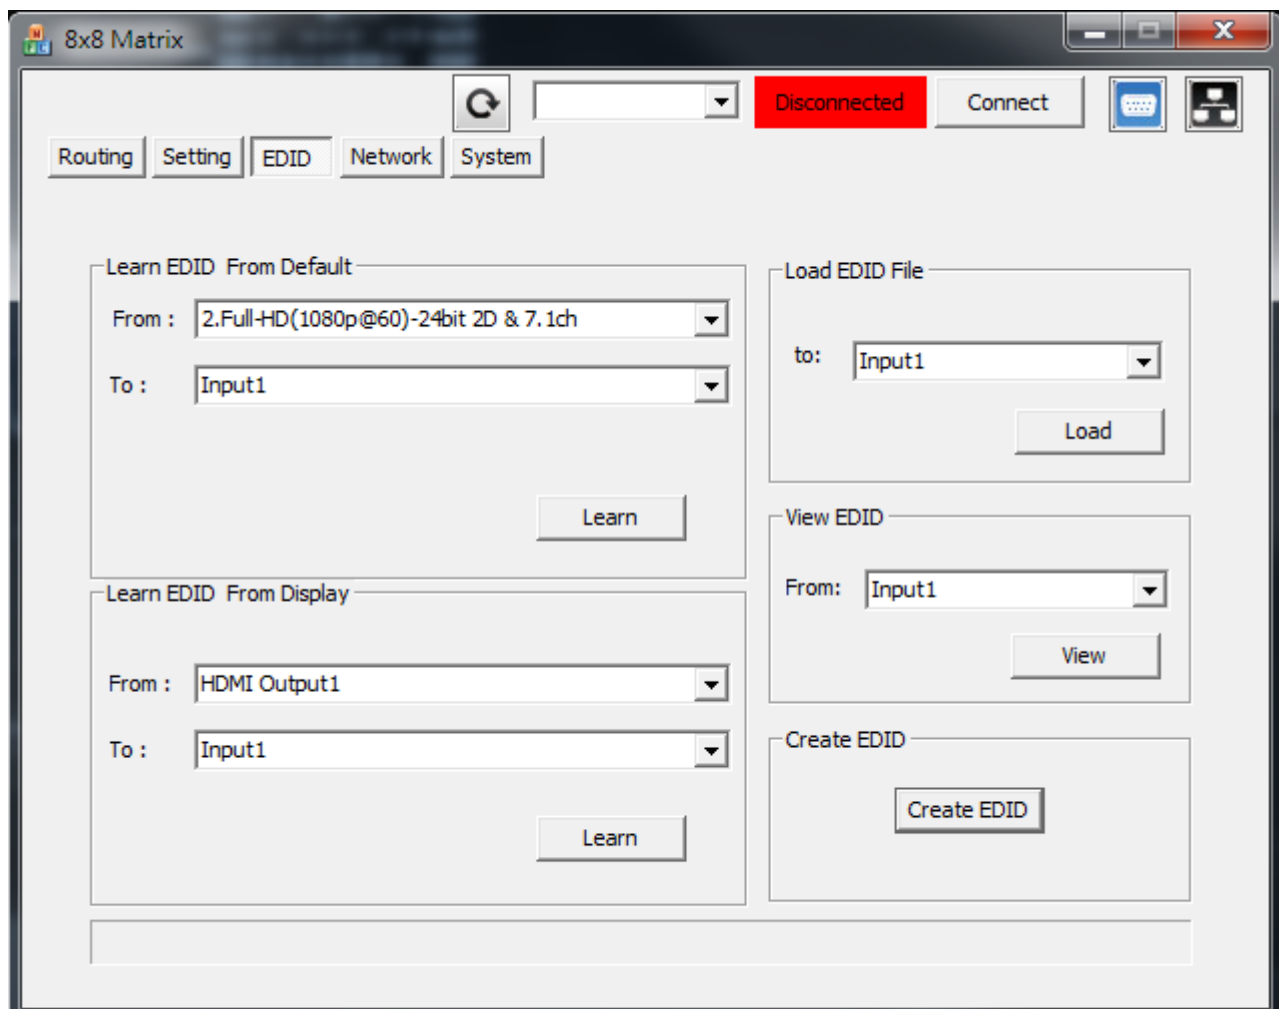 8x8 Matrix
Disconnected
Connect
Routing
Setting
EDID
Network
System
Learn EDID From Default
From :
2.Full-HD(1080p@60)-24bit 2D & 7.1ch
To :
Input1
Learn
Learn EDID From Display
From :
HDMI Output1
To :
Input1
Learn
Load EDID File
to:
Input1
Load
View EDID
From:
Input1
View
Create EDID
Create EDID